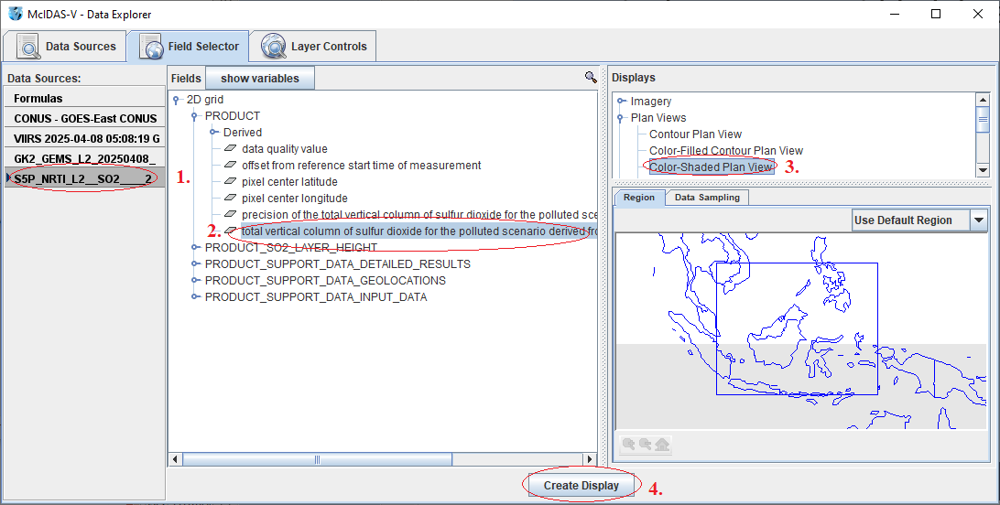 McIDAS-V - Data Explorer
Data Sources
Field Selector
Layer Controls
Data Sources:
Formulas
CONUS - GOES-East CONUS
VIIRS 2025-04-08 05:08:19 G
GK2_GEMS_L2_20250408_
S5P_NRTI_L2__SO2____2
1.
Fields
show variables
2D grid
PRODUCT
Derived
data quality value
offset from reference start time of measurement
pixel center latitude
pixel center longitude
precision of the total vertical column of sulfur dioxide for the polluted sce
2.
total vertical column of sulfur dioxide for the polluted scenario derived fro
PRODUCT_SO2_LAYER_HEIGHT
PRODUCT_SUPPORT_DATA_DETAILED_RESULTS
PRODUCT_SUPPORT_DATA_GEOLOCATIONS
PRODUCT_SUPPORT_DATA_INPUT_DATA
Displays
Imagery
Plan Views
Contour Plan View
Color-Filled Contour Plan View
Color-Shaded Plan View
3.
Region
Data Sampling
Use Default Region
Create Display
4.